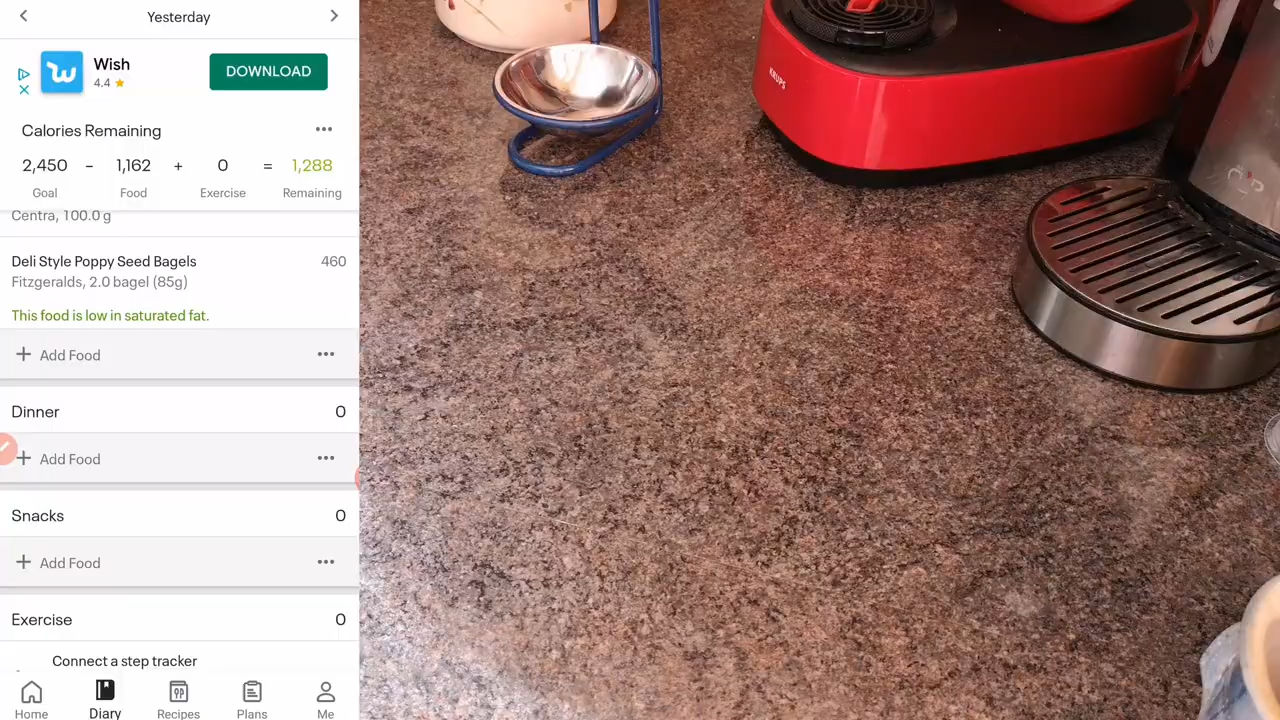 Yesterday
Wish
4.4
DOWNLOAD
Calories Remaining
2,450 - 1,162 + 0 = 1,288
Goal Food Exercise Remaining
Centra, 100.0 g
Deli Style Poppy Seed Bagels 460
Fitzgeralds, 2.0 bagel (85g)
This food is low in saturated fat.
+ Add Food
Dinner 0
+ Add Food
Snacks 0
+ Add Food
Exercise 0
Connect a step tracker
Home Diary Recipes Plans Me
KRUPS